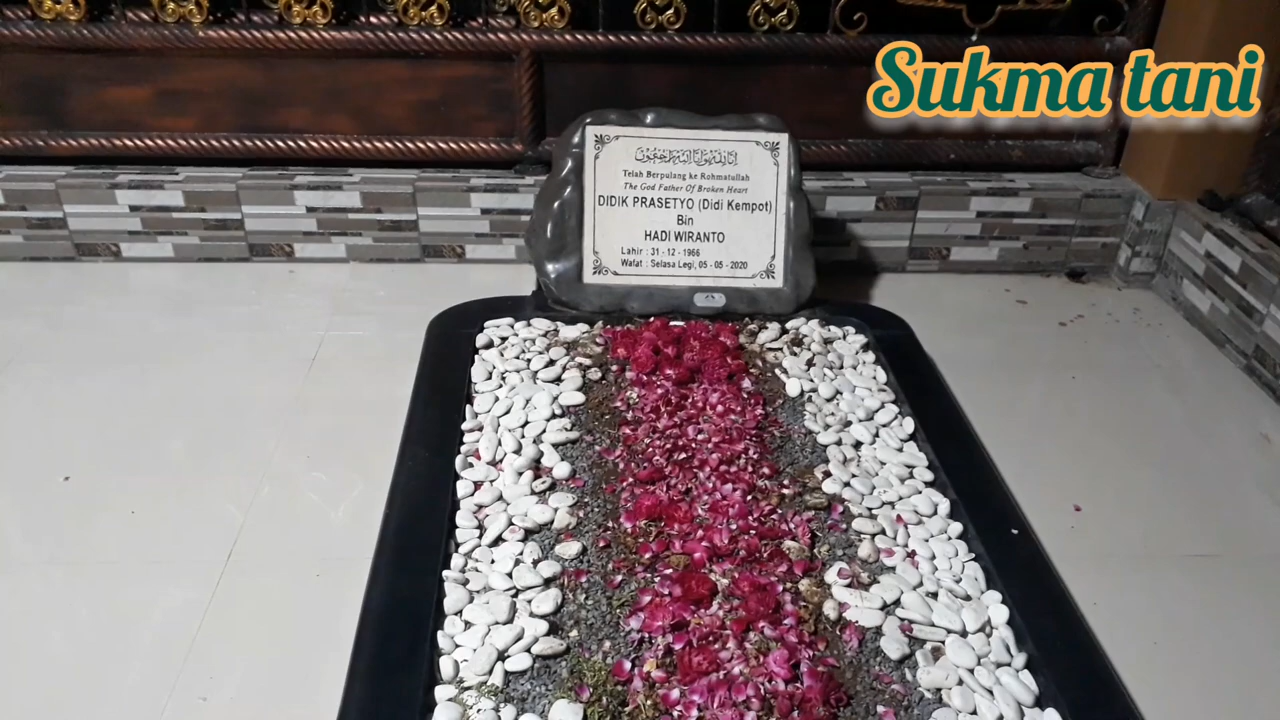 Sukma tani
إنا لله وإنا إليه راجعون
Telah Berpulang ke Rohmatullah
The God Father Of Broken Heart
DIDIK PRASETYO (Didi Kempot)
Bin
HADI WIRANTO
Lahir : 31 - 12 - 1966
Wafat : Selasa Legi, 05 - 05 - 2020